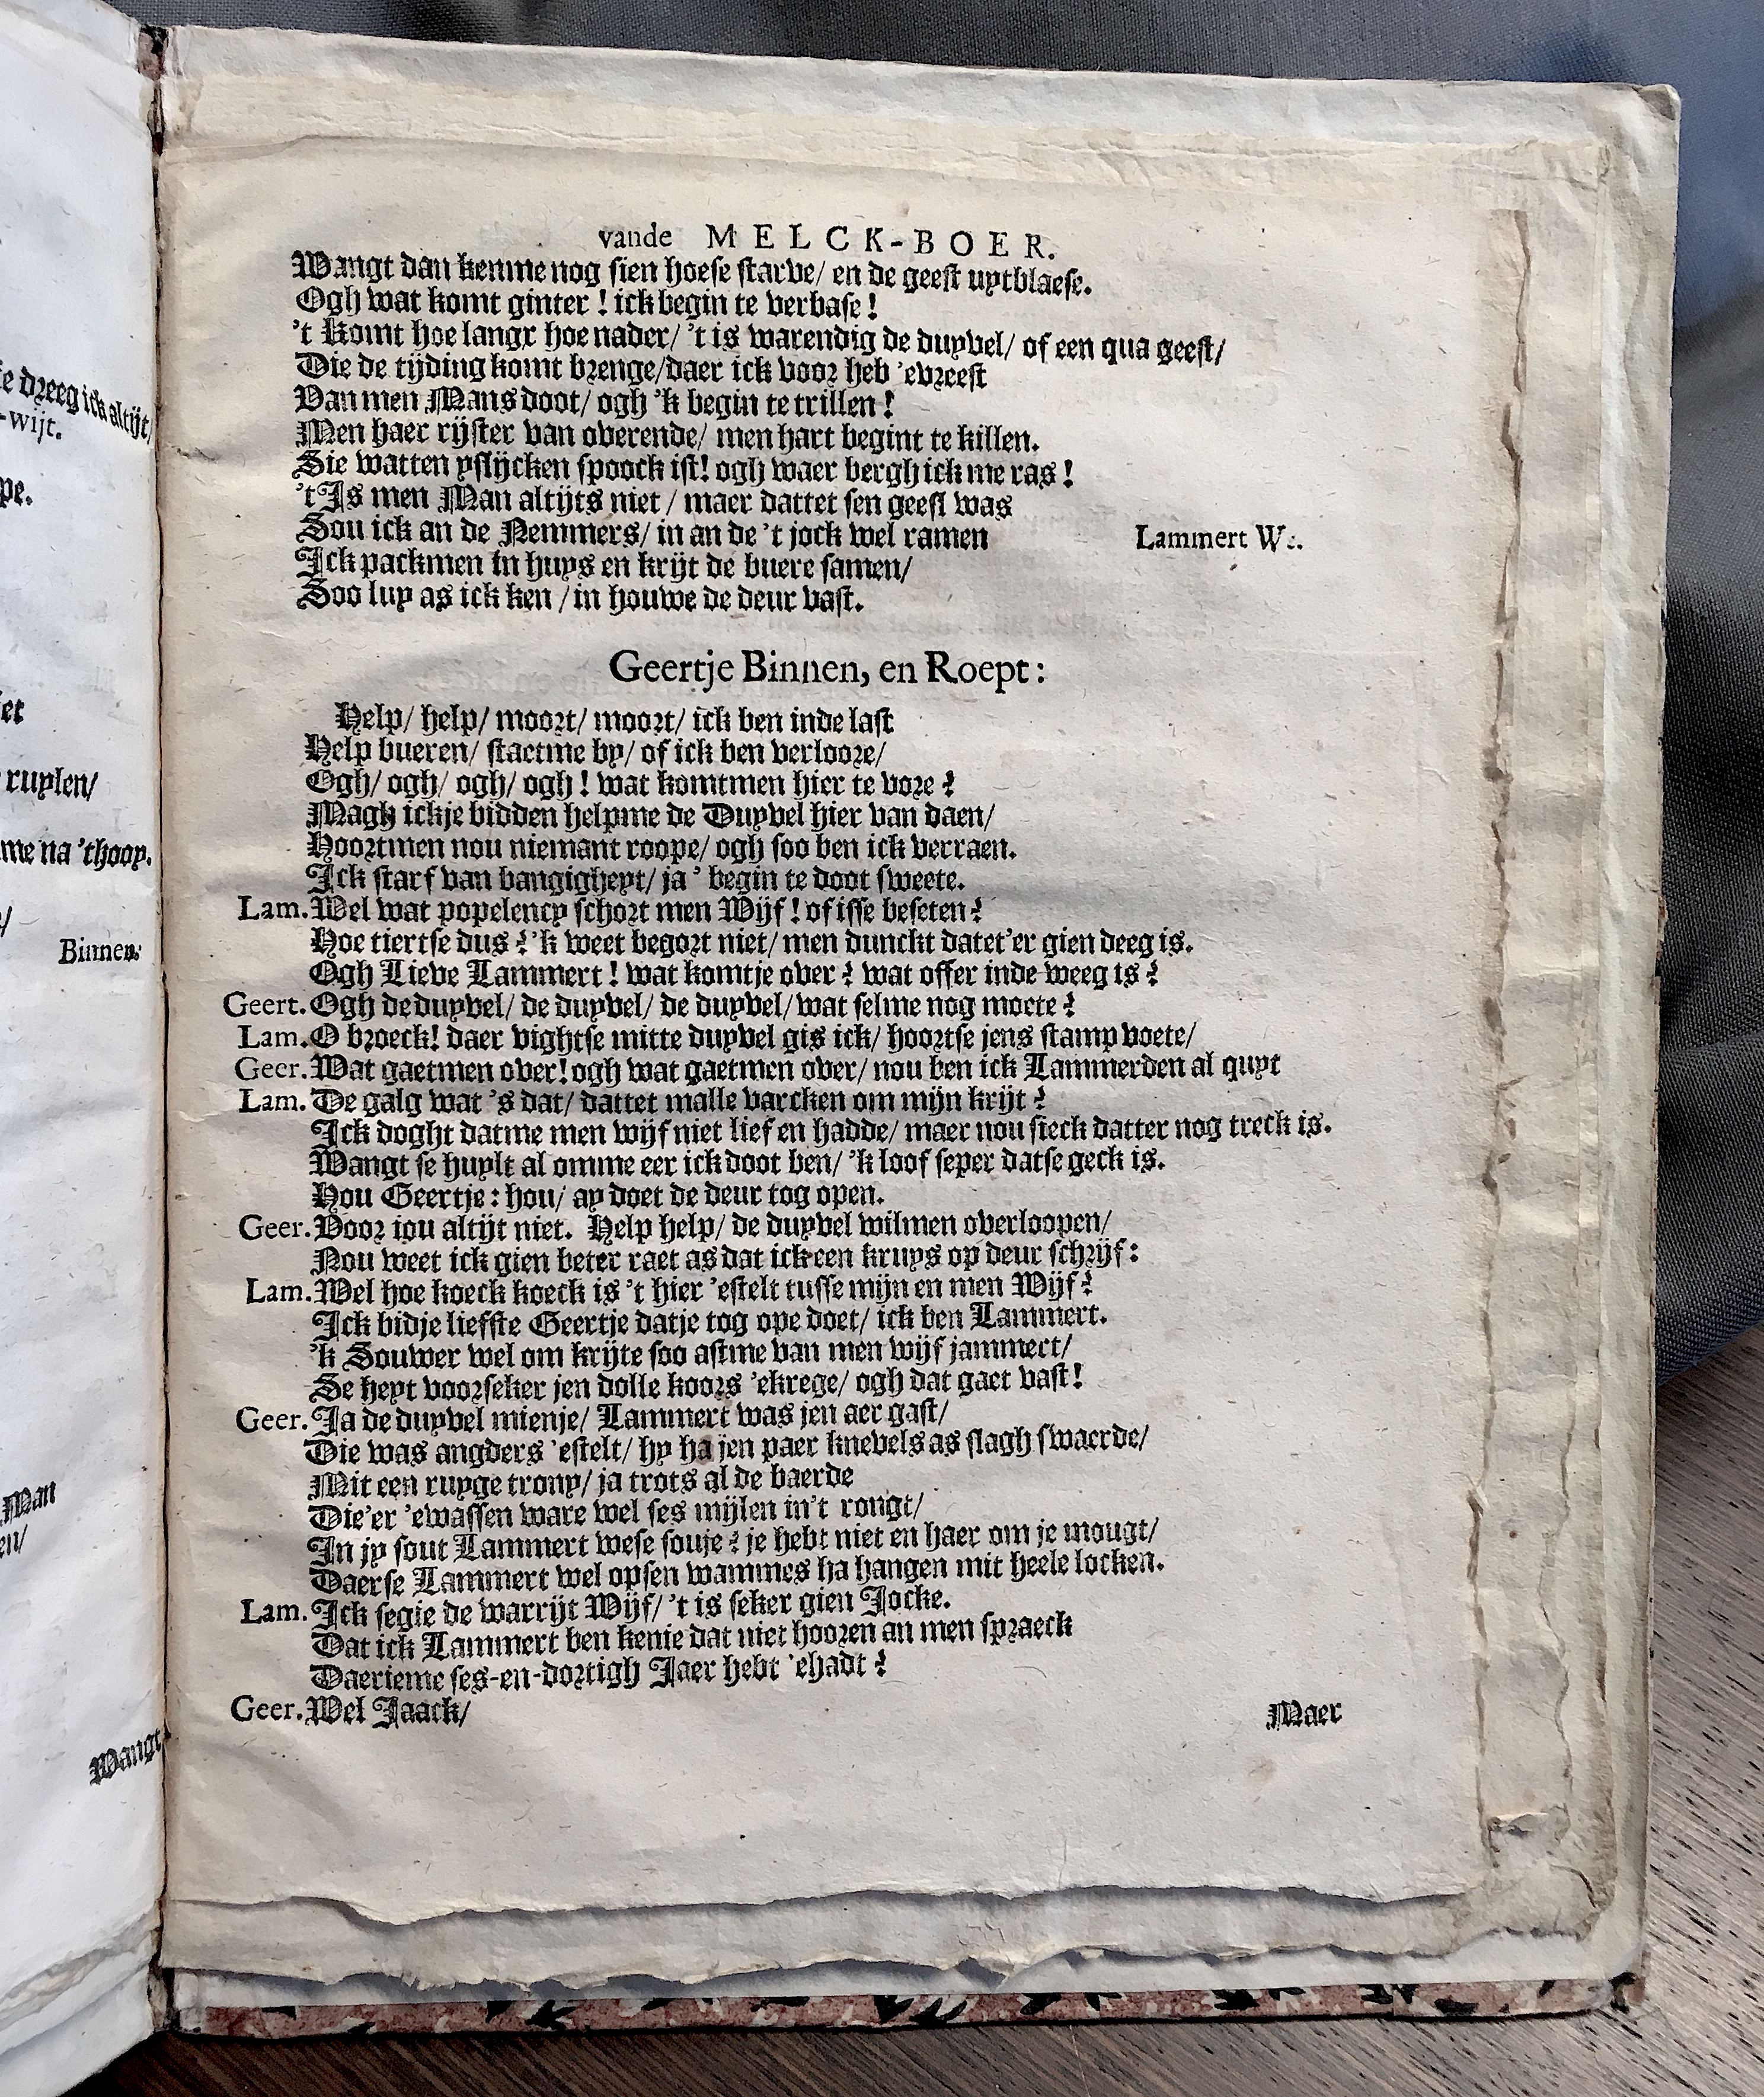 ke dreeg ick altijt/
-wijt.
pe.
et
ruylen/
me na 'thoop.
Binnen:
Man
en/
Wangt
vande MELCK-BOER.
Wangt dan kenme nog sien hoese starve/ en de geest uytblaese.
Ogh wat komt ginter ! ick begin te verbase !
't Komt hoe langr hoe nader/ 't is warendig de duyvel/ of een qua geest/
Die de tijding komt brenge/daer ick voor heb 'evreest
Van men Mans doot/ ogh 'k begin te trillen !
Men haer rijster van overende/ men hart begint te killen.
Sie watten yslijcken spoock ist! ogh waer bergh ick me ras !
't Is men Man altijts niet / maer dattet sen geest was
Sou ick an de Nemmers/ in an de 't jock wel ramen
Lammert
Ick packmen in huys en krijt de buere samen/
Soo luy as ick ken / in houwe de deur vast.
Geertje Binnen, en Roept :
Help/ help/ moort/ moort/ ick ben inde last
Help bueren/ staetme by/ of ick ben verloore/
Ogh/ ogh/ ogh/ ogh ! wat komtmen hier te vore ?
Magh ickje bidden helpme de Duyvel hier van daen/
Hoortmen nou niemant roope/ ogh soo ben ick verraen.
Ick starf van bangigheyt/ ja ' begin te doot sweete.
Lam. Wel wat popelency schort men Wijf ! of isse beseten ?
Hoe tiertse dus ? 'k weet begort niet/ men dunckt datet'er gien deeg is.
Ogh Lieve Lammert ! wat komtje over ? wat offer inde weeg is ?
Geert. Ogh de duyvel/ de duyvel/ de duyvel/ wat selme nog moete ?
Lam. O broeck! daer vightse mitte duyvel gis ick/ hoortse jens stamp voete/
Geer. Wat gaetmen over! ogh wat gaetmen over/ nou ben ick Lammerden al quyt
Lam. De galg wat 's dat/ dattet malle varcken om mijn krijt ?
Ick doght datme men wijf niet lief en hadde/ maer nou sieck datter nog treck is.
Wangt se huylt al omme eer ick doot ben/ 'k loof seper datse geck is.
Hou Geertje : hou/ ay doet de deur tog open.
Geer. Voor iou altijt niet. Help help/ de duyvel wilmen overloopen/
Nou weet ick gien beter raet as dat ick een kruys op deur schrijf :
Lam. Wel hoe koeck koeck is 't hier 'estelt tusse mijn en men Wijf ?
Ick bidje liefste Geertje datje tog ope doet/ ick ben Lammert.
'k Souwer wel om krijte soo astme van men wijf jammert/
Se heyt voorseker jen dolle koors 'ekrege/ ogh dat gaet vast !
Geer. Ja de duyvel mienje/ Lammert was jen aer gast/
Die was angders 'estelt/ hy ha jen paer knevels as slagh swaerde/
Mit een ruyge trony/ ja trots al de baerde
Die'er 'ewassen ware wel ses mijlen in't rongt/
In jy sout Lammert wese souje ? je hebt niet en haer om je mougt/
Daerse Lammert wel opsen wammes ha hangen mit heele locken.
Lam. Ick segie de warrijt Wijf/ 't is seker gien Jocke.
Dat ick Lammert ben kenie dat niet hooren an men spraeck
Daerieme ses-en-dortigh Jaer hebt 'ehadt ?
Geer. Wel Jaack/
Maer